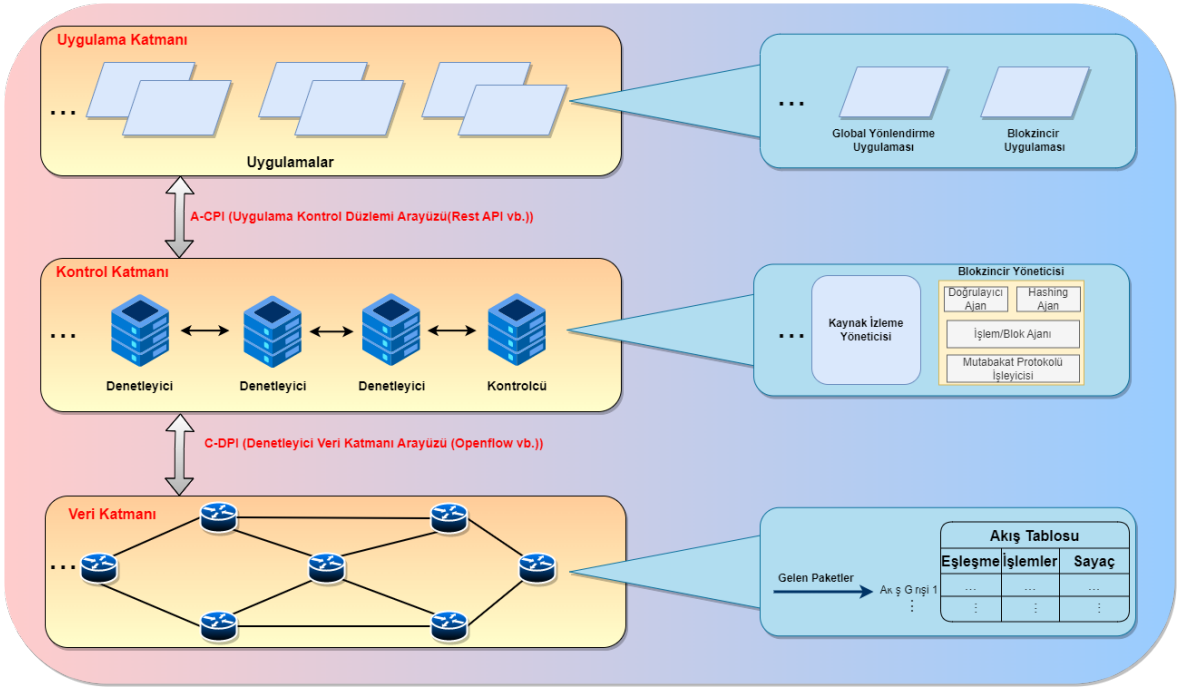 Uygulama Katmanı
...
Uygulamalar
...
Global Yönlendirme
Uygulaması
Blokzincir
Uygulaması
A-CPI (Uygulama Kontrol Düzlemi Arayüzü(Rest API vb.))
Kontrol Katmanı
...
Denetleyici
Denetleyici
Denetleyici
Kontrolcü
...
Kaynak İzleme
Yöneticisi
Blokzincir Yöneticisi
Doğrulayıcı
Ajan
Hashing
Ajan
İşlem/Blok Ajanı
Mutabakat Protokolü
İşleyicisi
C-DPI (Denetleyici Veri Katmanı Arayüzü (Openflow vb.))
Veri Katmanı
...
Gelen Paketler
Akış Tablosu
Eşleşme İşlemler Sayaç
... ... ...
⋮ ⋮ ⋮